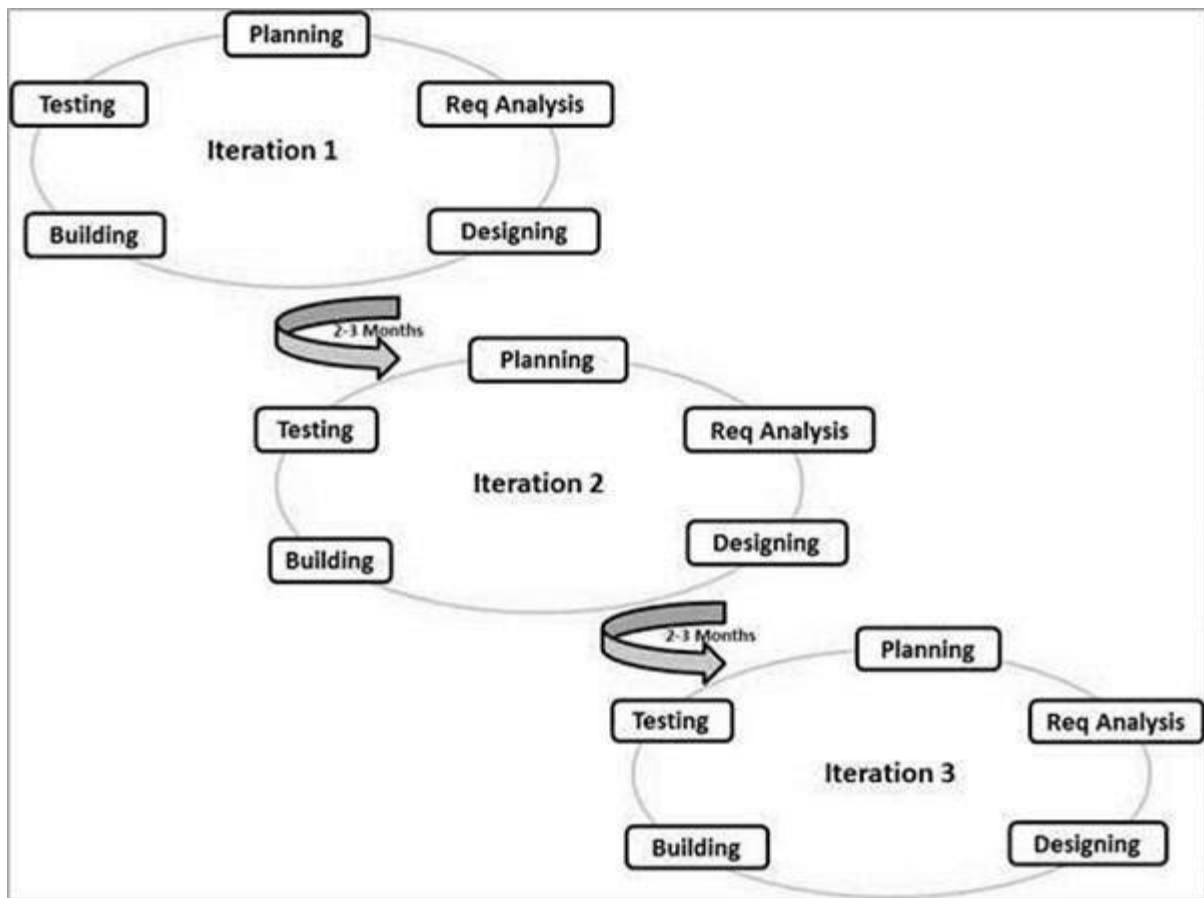 Planning
Testing
Req Analysis
Iteration 1
Building
Designing
2-3 Months
Planning
Testing
Req Analysis
Iteration 2
Building
Designing
2-3 Months
Planning
Testing
Req Analysis
Iteration 3
Building
Designing